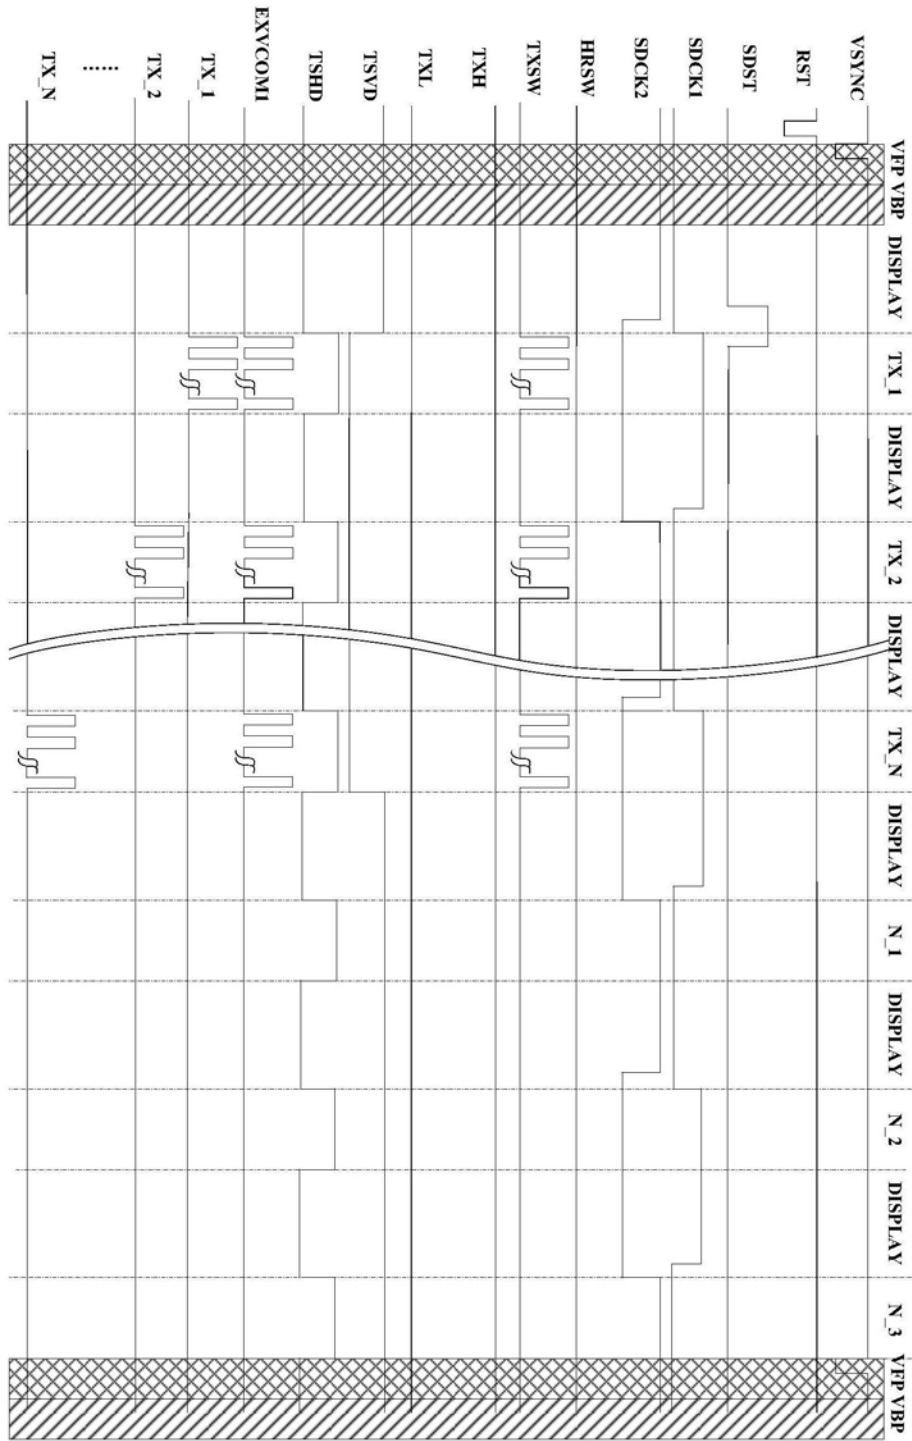 VSYNC
RST
SDST
SDCK1
SDCK2
HRSW
TXSW
TXH
TXL
TSVD
TSHD
EXVCOM1
TX_1
TX_2
......
TX_N
VFP VBP
DISPLAY
TX_1
DISPLAY
TX_2
DISPLAY
TX_N
DISPLAY
N_1
DISPLAY
N_2
DISPLAY
N_3
VFP VBP